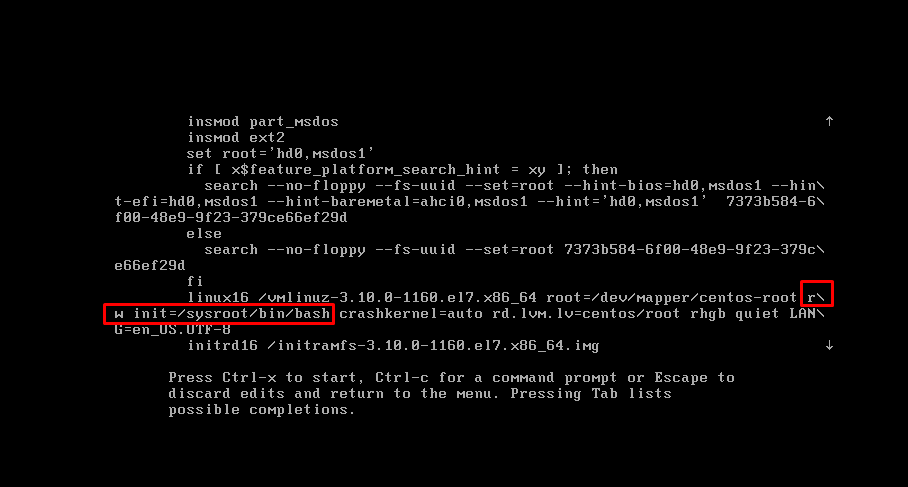 insmod part_msdos
insmod ext2
set root='hd0,msdos1'
if [ x$feature_platform_search_hint = xy ]; then
search --no-floppy --fs-uuid --set=root --hint-bios=hd0,msdos1 --hin\
t-efi=hd0,msdos1 --hint-baremetal=ahci0,msdos1 --hint='hd0,msdos1'  7373b584-6\
f00-48e9-9f23-379ce66ef29d
else
search --no-floppy --fs-uuid --set=root 7373b584-6f00-48e9-9f23-379c\
e66ef29d
fi
linux16 /vmlinuz-3.10.0-1160.el7.x86_64 root=/dev/mapper/centos-root r\
w init=/sysroot/bin/bash crashkernel=auto rd.lvm.lv=centos/root rhgb quiet LAN\
G=en_US.UTF-8
initrd16 /initramfs-3.10.0-1160.el7.x86_64.img
Press Ctrl-x to start, Ctrl-c for a command prompt or Escape to
discard edits and return to the menu. Pressing Tab lists
possible completions.